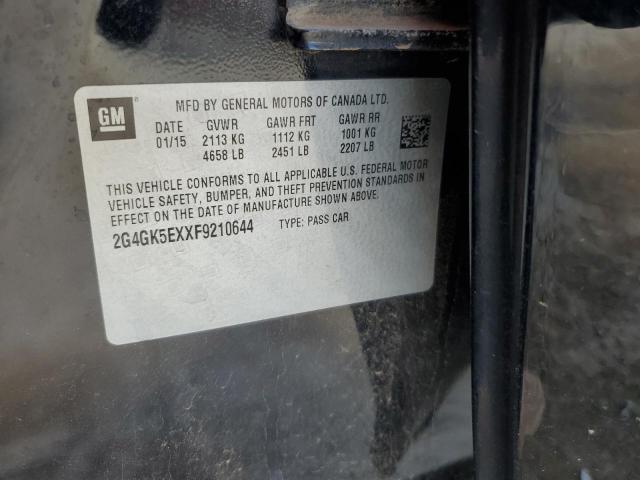 GM
MFD BY GENERAL MOTORS OF CANADA LTD.
DATE GVWR GAWR FRT GAWR RR
01/15 2113 KG 1112 KG 1001 KG
4658 LB 2451 LB 2207 LB
THIS VEHICLE CONFORMS TO ALL APPLICABLE U.S. FEDERAL MOTOR
VEHICLE SAFETY, BUMPER, AND THEFT PREVENTION STANDARDS IN
EFFECT ON THE DATE OF MANUFACTURE SHOWN ABOVE.
2G4GK5EXXF9210644 TYPE: PASS CAR